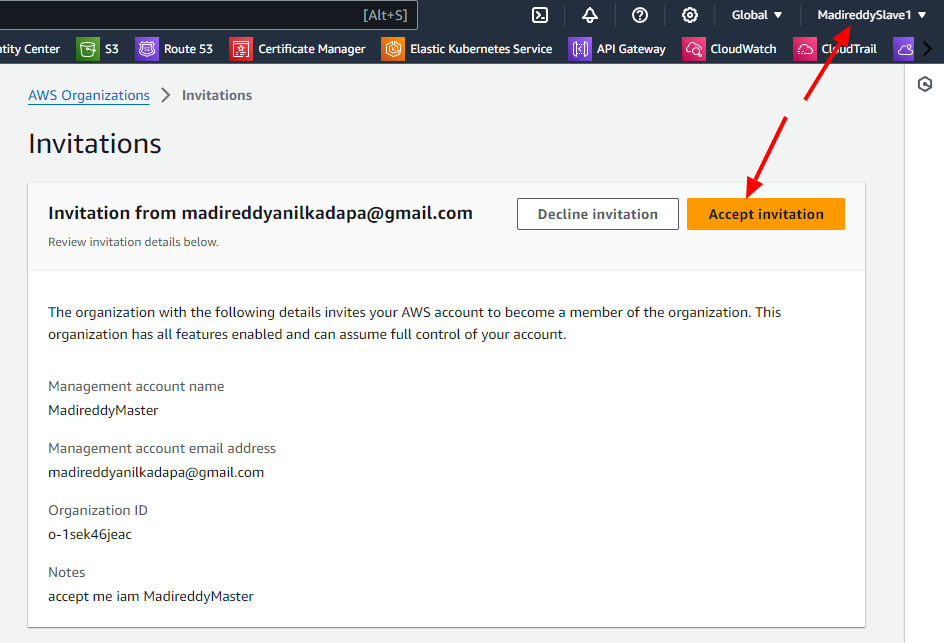 [Alt+S]
Global
MadireddySlave1
ntity Center
S3
Route 53
Certificate Manager
Elastic Kubernetes Service
API Gateway
CloudWatch
CloudTrail
AWS Organizations
Invitations
Invitations
Invitation from madireddyanilkadapa@gmail.com
Decline invitation
Accept invitation
Review invitation details below.
The organization with the following details invites your AWS account to become a member of the organization. This
organization has all features enabled and can assume full control of your account.
Management account name
MadireddyMaster
Management account email address
madireddyanilkadapa@gmail.com
Organization ID
o-1sek46jeac
Notes
accept me iam MadireddyMaster